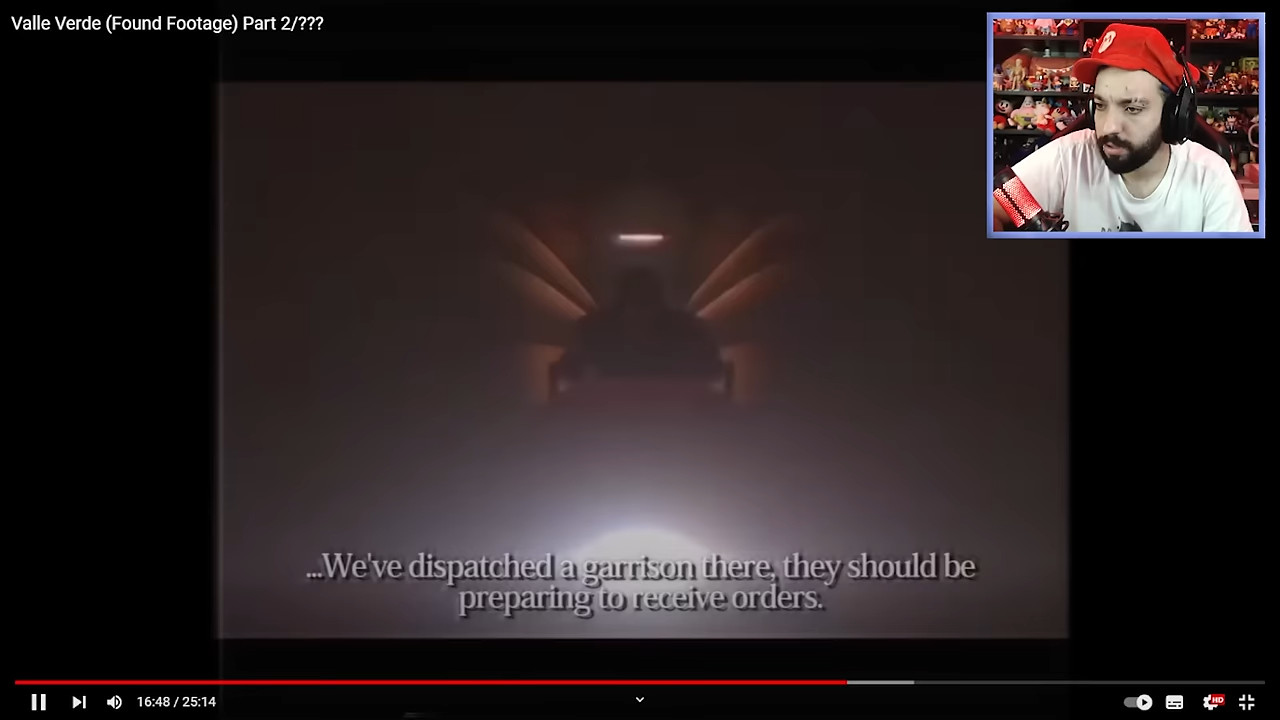 Valle Verde (Found Footage) Part 2/???
...We've dispatched a garrison there, they should be
preparing to receive orders.
16:48 / 25:14
HD